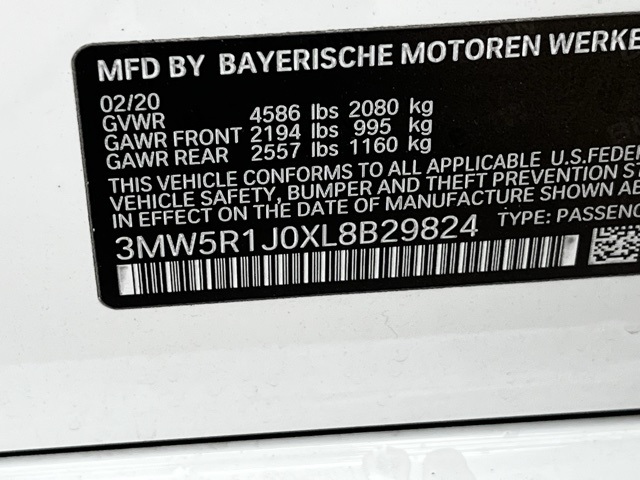 MFD BY BAYERISCHE MOTOREN WERKE
02/20
GVWR 4586 lbs 2080 kg
GAWR FRONT 2194 lbs 995 kg
GAWR REAR 2557 lbs 1160 kg
THIS VEHICLE CONFORMS TO ALL APPLICABLE U.S.FEDER
VEHICLE SAFETY, BUMPER AND THEFT PREVENTION ST
IN EFFECT ON THE DATE OF MANUFACTURE SHOWN AB
3MW5R1J0XL8B29824 TYPE: PASSENG